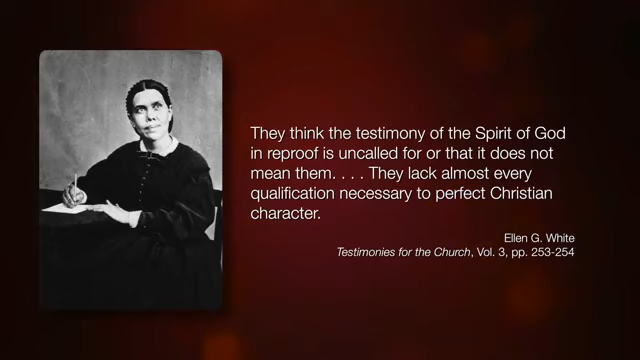 They think the testimony of the Spirit of God
in reproof is uncalled for or that it does not
mean them. . . . They lack almost every
qualification necessary to perfect Christian
character.
Ellen G. White
Testimonies for the Church, Vol. 3, pp. 253-254